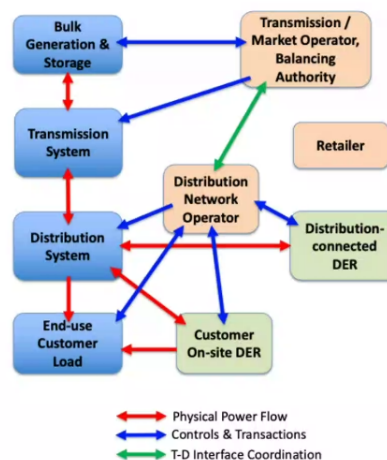 Bulk
Generation &
Storage
Transmission /
Market Operator,
Balancing
Authority
Transmission
System
Retailer
Distribution
Network
Operator
Distribution
System
Distribution-
connected
DER
End-use
Customer
Load
Customer
On-site DER
Physical Power Flow
Controls & Transactions
T-D Interface Coordination